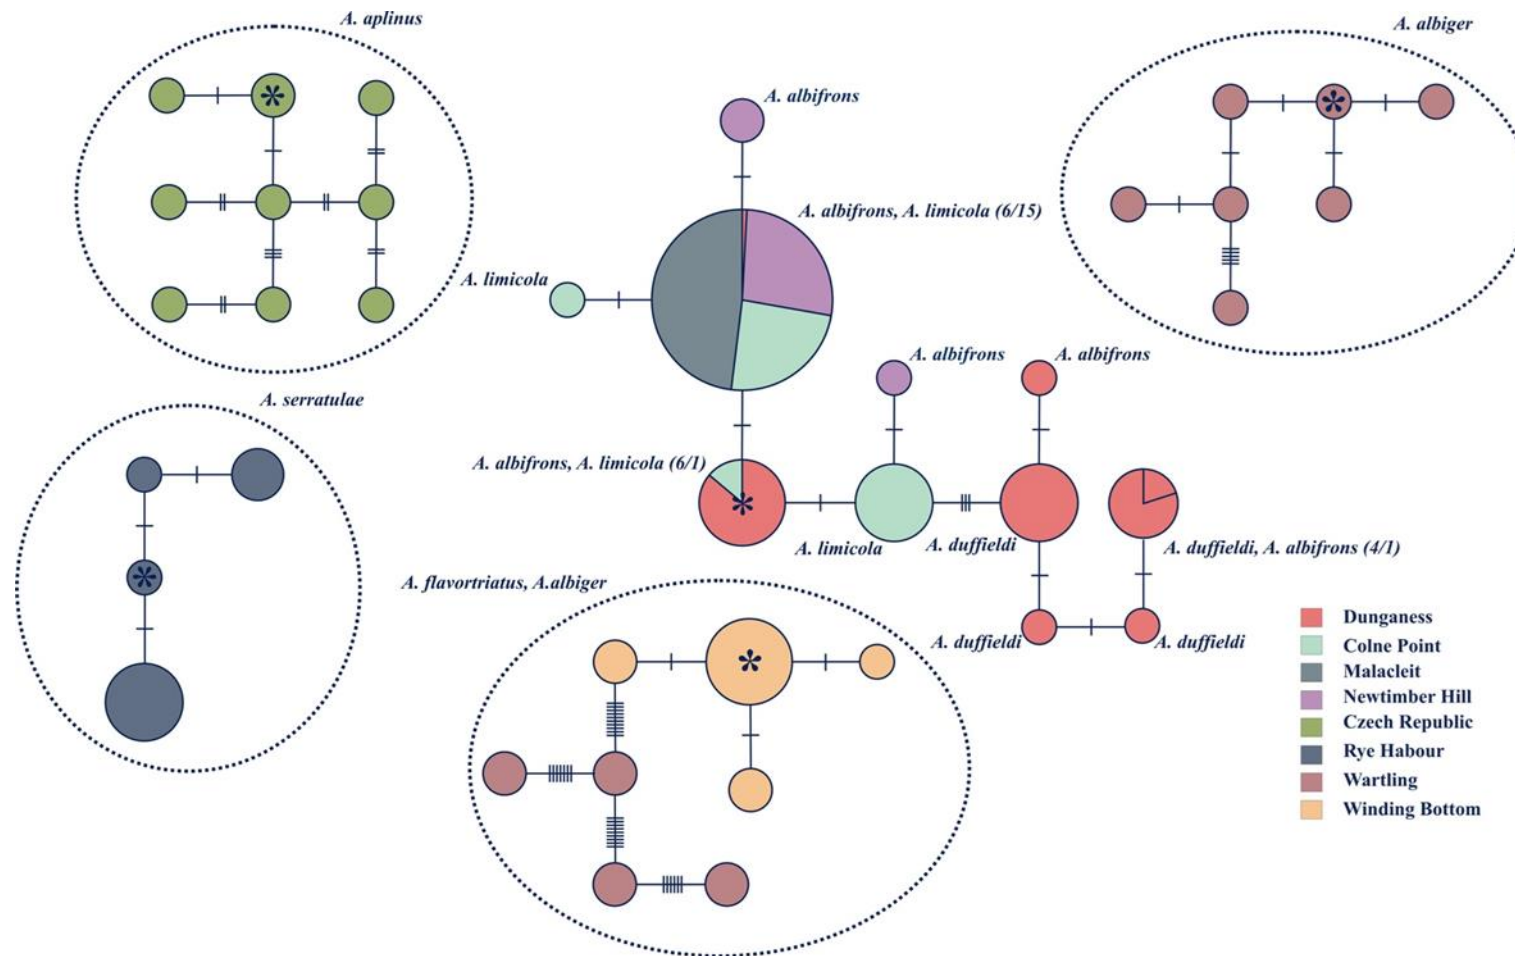 A. aplinus
A. albiger
A. albifrons
A. albifrons, A. limicola (6/15)
A. limicola
A. albifrons
A. albifrons
A. serratulae
A. albifrons, A. limicola (6/1)
*
A. limicola
A. duffieldi
A. duffieldi, A. albifrons (4/1)
A. flavortriatus, A.albiger
A. duffieldi
A. duffieldi
Dunganess
Colne Point
Malacleit
Newtimber Hill
Czech Republic
Rye Habour
Wartling
Winding Bottom